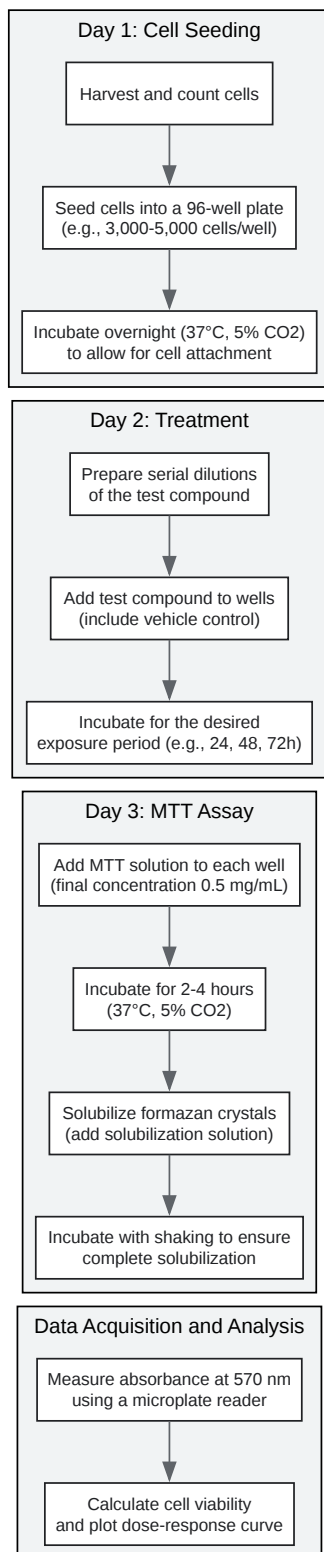 Day 1: Cell Seeding
Harvest and count cells
Seed cells into a 96-well plate
(e.g., 3,000-5,000 cells/well)
Incubate overnight (37°C, 5% CO2)
to allow for cell attachment
Day 2: Treatment
Prepare serial dilutions
of the test compound
Add test compound to wells
(include vehicle control)
Incubate for the desired
exposure period (e.g., 24, 48, 72h)
Day 3: MTT Assay
Add MTT solution to each well
(final concentration 0.5 mg/mL)
Incubate for 2-4 hours
(37°C, 5% CO2)
Solubilize formazan crystals
(add solubilization solution)
Incubate with shaking to ensure
complete solubilization
Data Acquisition and Analysis
Measure absorbance at 570 nm
using a microplate reader
Calculate cell viability
and plot dose-response curve